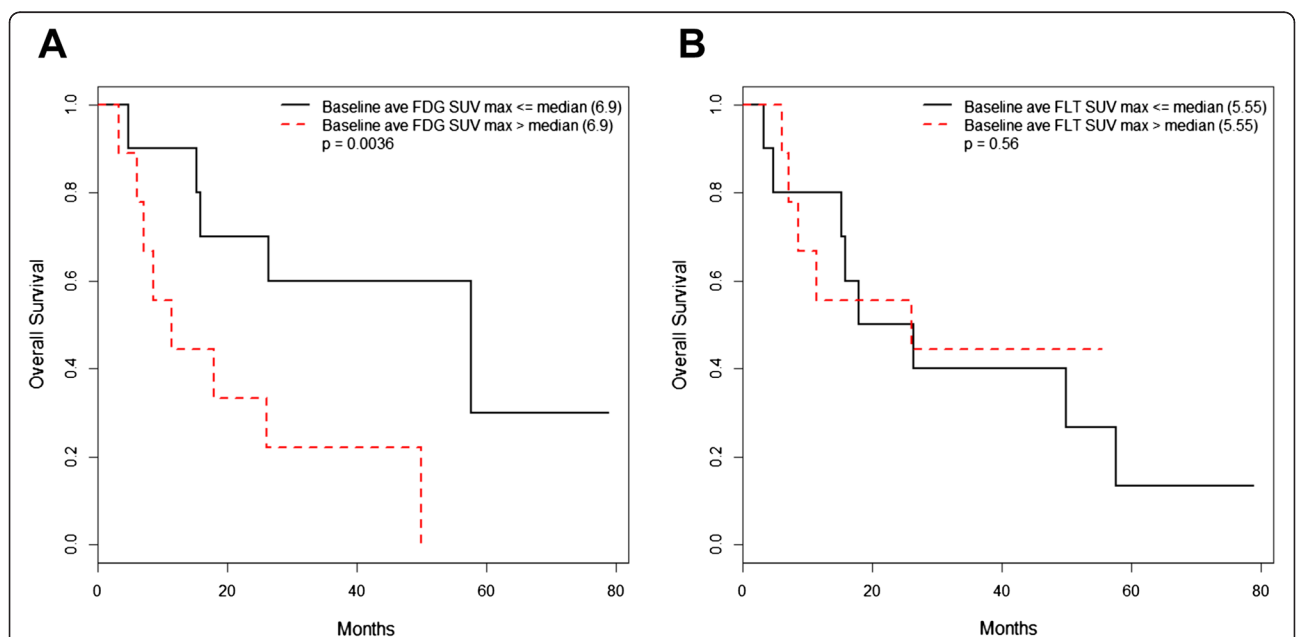 A
Baseline ave FDG SUV max <= median (6.9)
Baseline ave FDG SUV max > median (6.9)
p = 0.0036
Overall Survival
1.0
0.8
0.6
0.4
0.2
0.0
0 20 40 60 80
Months
B
Baseline ave FLT SUV max <= median (5.55)
Baseline ave FLT SUV max > median (5.55)
p = 0.56
Overall Survival
1.0
0.8
0.6
0.4
0.2
0.0
0 20 40 60 80
Months